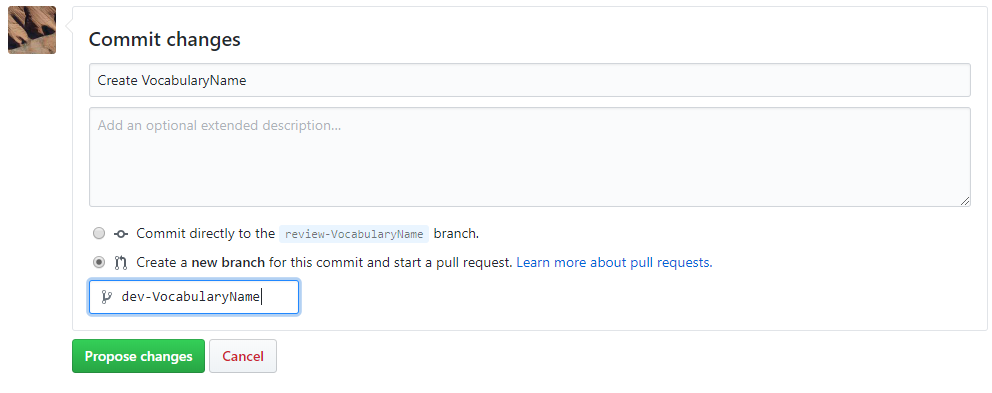 Commit changes
Create VocabularyName
Add an optional extended description...
Commit directly to the review-VocabularyName branch.
Create a new branch for this commit and start a pull request. Learn more about pull requests.
dev-VocabularyName
Propose changes Cancel